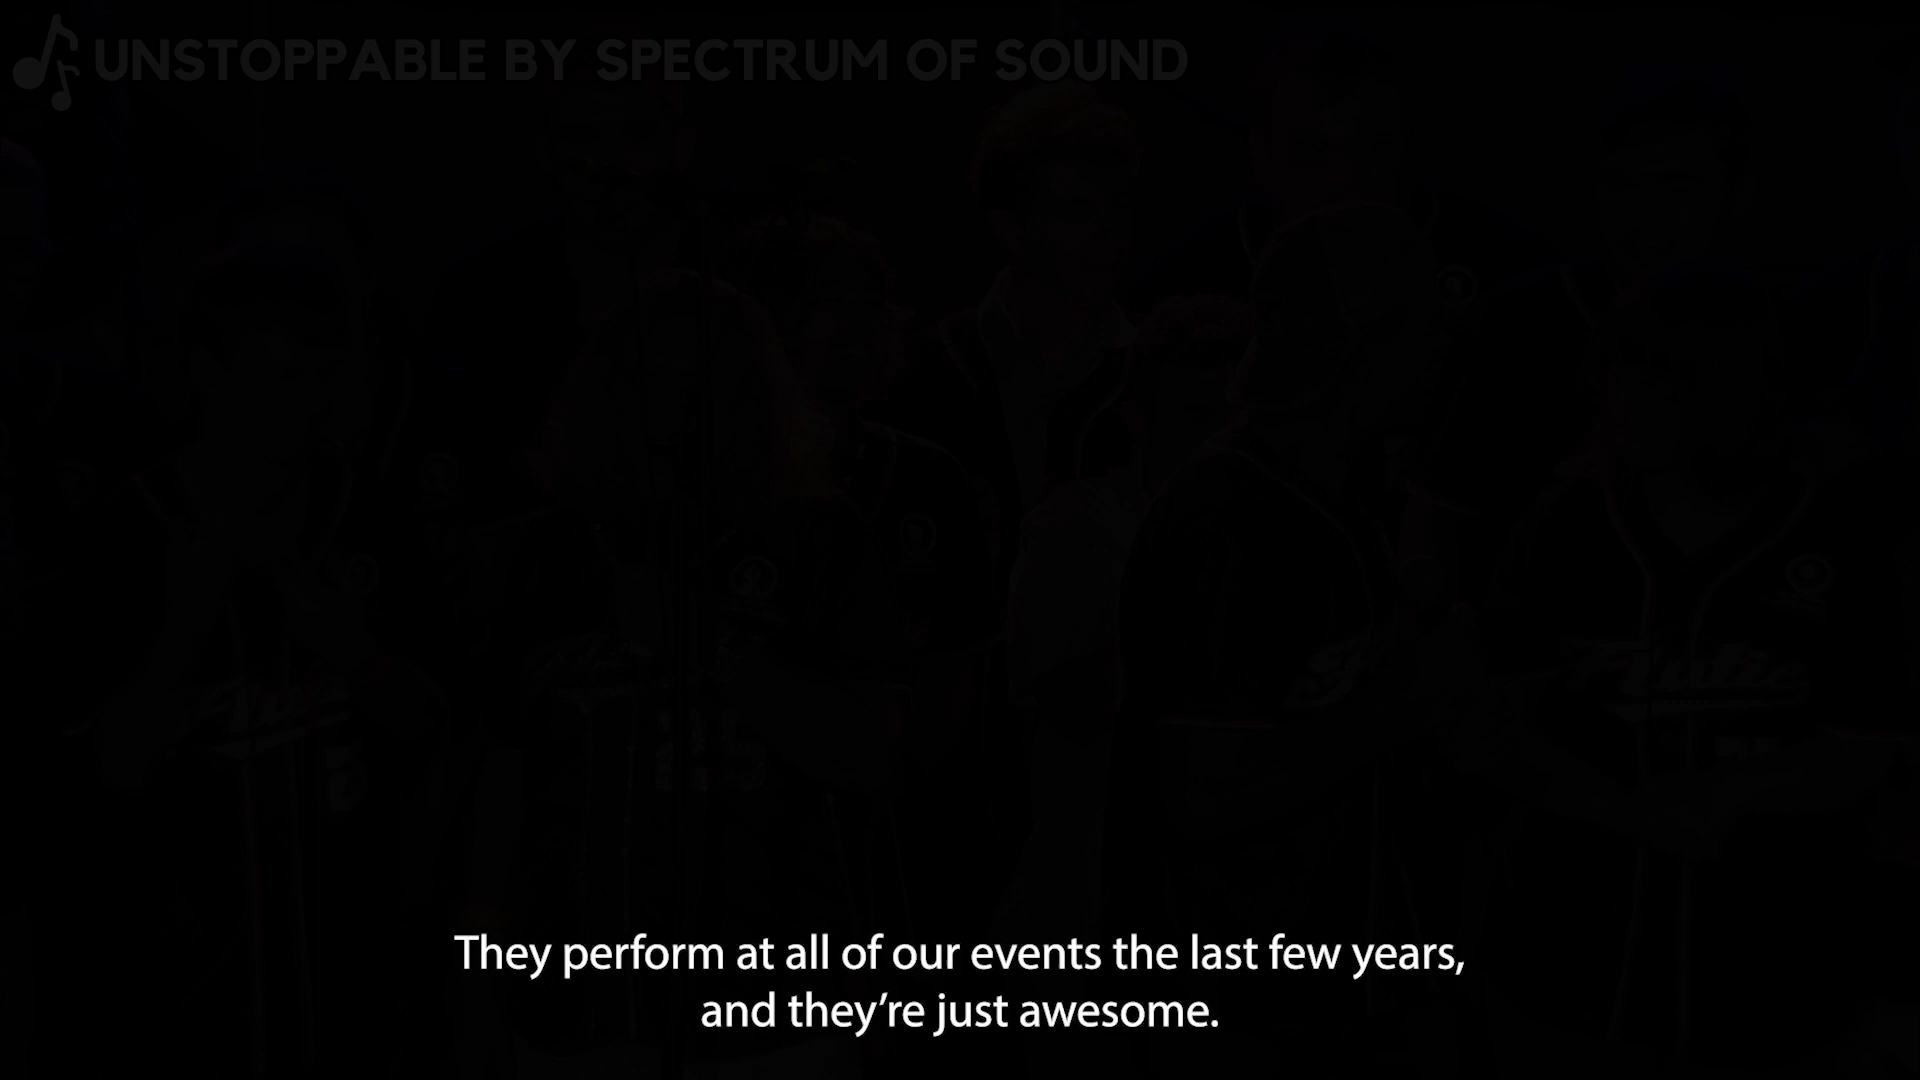 UNSTOPPABLE BY SPECTRUM OF SOUND
They perform at all of our events the last few years,
and they're just awesome.